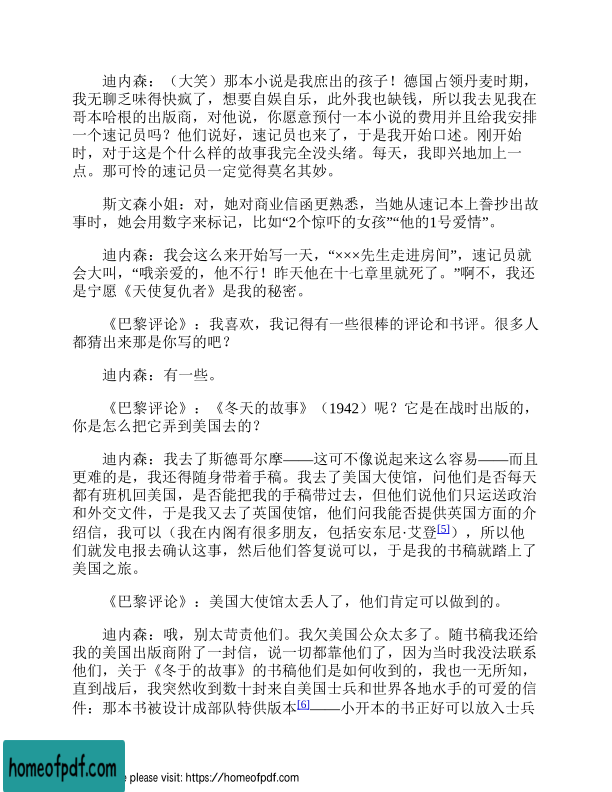 迪内森：（大笑）那本小说是我庶出的孩子！德国占领丹麦时期，
我无聊乏味得快疯了，想要自娱自乐，此外我也缺钱，所以我去见我在
哥本哈根的出版商，对他说，你愿意预付一本小说的费用并且给我安排
一个速记员吗？他们说好，速记员也来了，于是我开始口述。刚开始
时，对于这是个什么样的故事我完全没头绪。每天，我即兴地加上一
点。那可怜的速记员一定觉得莫名其妙。
斯文森小姐：对，她对商业信函更熟悉，当她从速记本上誊抄出故
事时，她会用数字来标记，比如“2个惊吓的女孩”“他的1号爱情”。
迪内森：我会这么来开始写一天，“×××先生走进房间”，速记员就
会大叫，“哦亲爱的，他不行！昨天他在十七章里就死了。”啊不，我还
是宁愿《天使复仇者》是我的秘密。
《巴黎评论》：我喜欢，我记得有一些很棒的评论和书评。很多人
都猜出来那是你写的吧？
迪内森：有一些。
《巴黎评论》：《冬天的故事》（1942）呢？它是在战时出版的，
你是怎么把它弄到美国去的？
迪内森：我去了斯德哥尔摩——这可不像说起来这么容易——而且
更难的是，我还得随身带着手稿。我去了美国大使馆，问他们是否每天
都有班机回美国，是否能把我的手稿带过去，但他们说他们只运送政治
和外交文件，于是我又去了英国使馆，他们问我能否提供英国方面的介
绍信，我可以（我在内阁有很多朋友，包括安东尼·艾登[5]），所以他
们就发电报去确认这事，然后他们答复说可以，于是我的书稿就踏上了
美国之旅。
《巴黎评论》：美国大使馆太丢人了，他们肯定可以做到的。
迪内森：哦，别太苛责他们。我欠美国公众太多了。随书稿我还给
我的美国出版商附了一封信，说一切都靠他们了，因为当时我没法联系
他们，关于《冬于的故事》的书稿他们是如何收到的，我也一无所知，
直到战后，我突然收到数十封来自美国士兵和世界各地水手的可爱的信
件：那本书被设计成部队特供版本[6]——小开本的书正好可以放入士兵
homeofpdf.com
please visit: https://homeofpdf.com